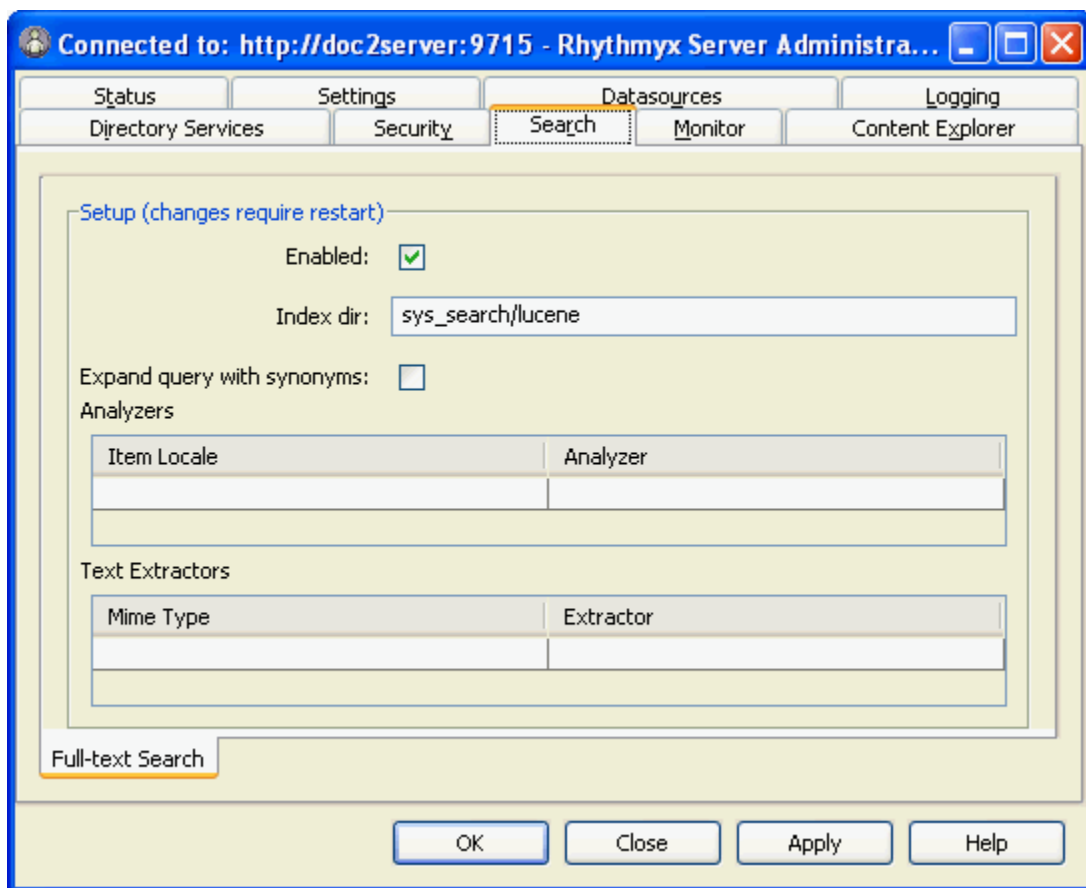 Connected to: http://doc2server:9715 - Rhythmyx Server Administra...
Status Settings Datasources Logging
Directory Services Security Search Monitor Content Explorer
Setup (changes require restart)
Enabled:
Index dir: sys_search/lucene
Expand query with synonyms:
Analyzers
Item Locale Analyzer
Text Extractors
Mime Type Extractor
Full-text Search
OK Close Apply Help